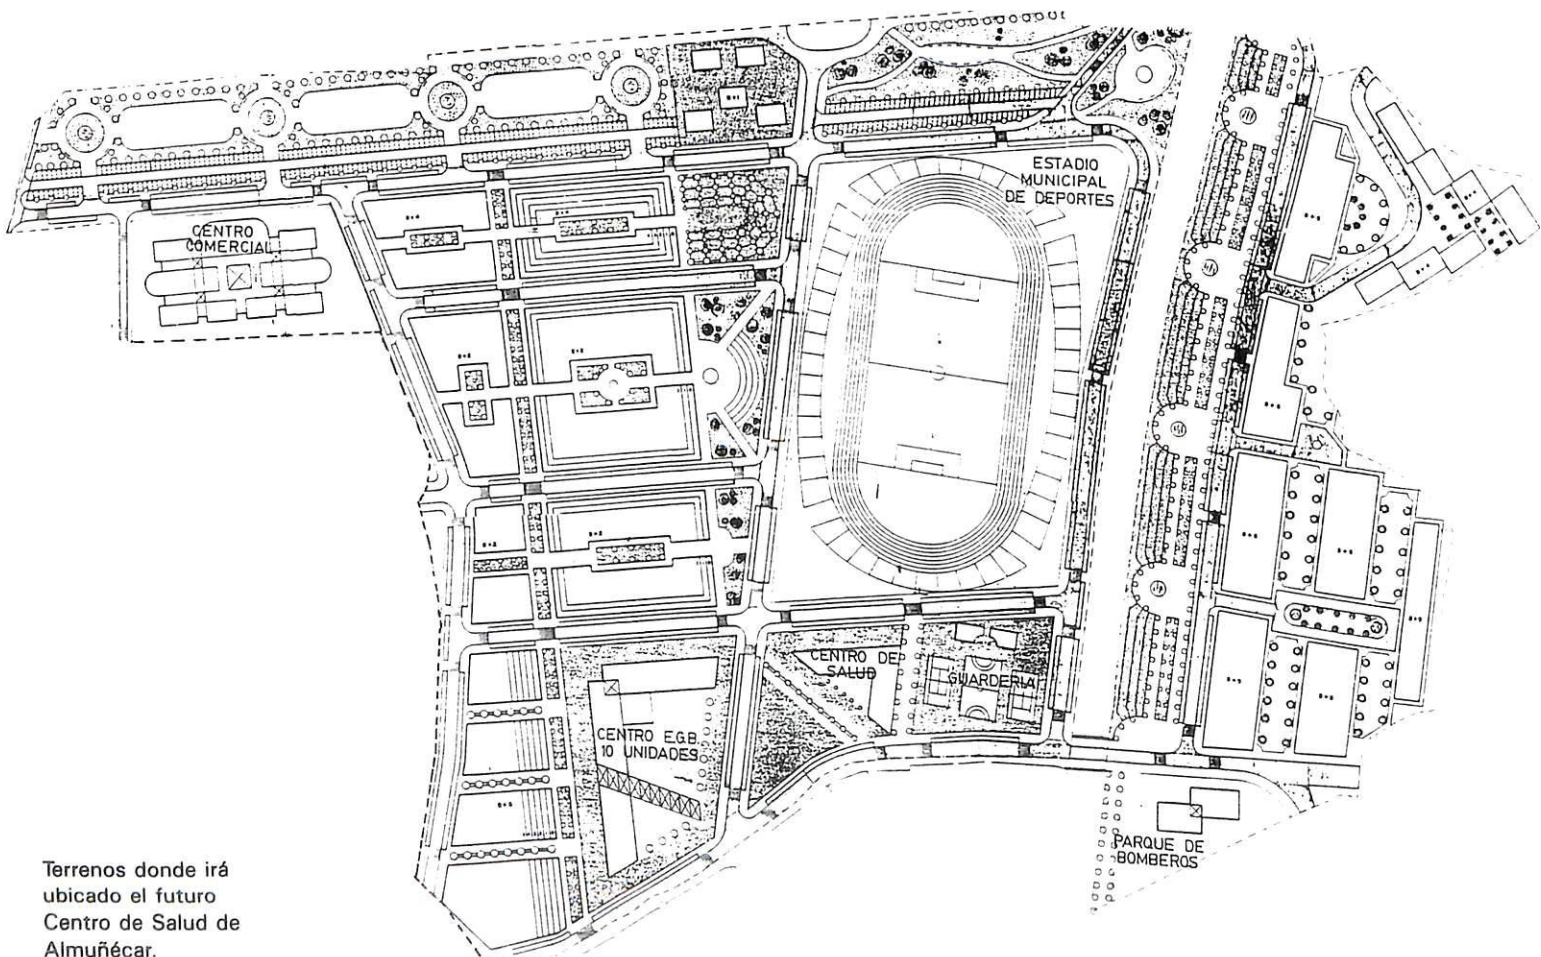 ESTADIO
MUNICIPAL
DE DEPORTES
CENTRO
COMERCIAL
CENTRO DE
SALUD
GUARDERIA
CENTRO E.G.B.
10 UNIDADES
PARQUE DE
BOMBEROS
Terrenos donde irá
ubicado el futuro
Centro de Salud de
Almuñécar.